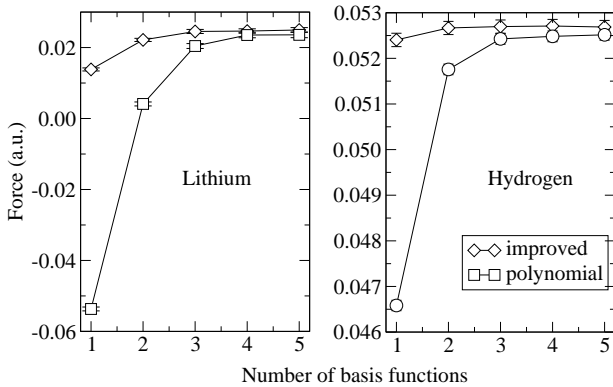 0.02
0.00
-0.02
-0.04
-0.06
Force (a.u.)
1 2 3 4 5
Lithium
0.053
0.052
0.051
0.050
0.049
0.048
0.047
0.046
1 2 3 4 5
Hydrogen
improved
polynomial
Number of basis functions